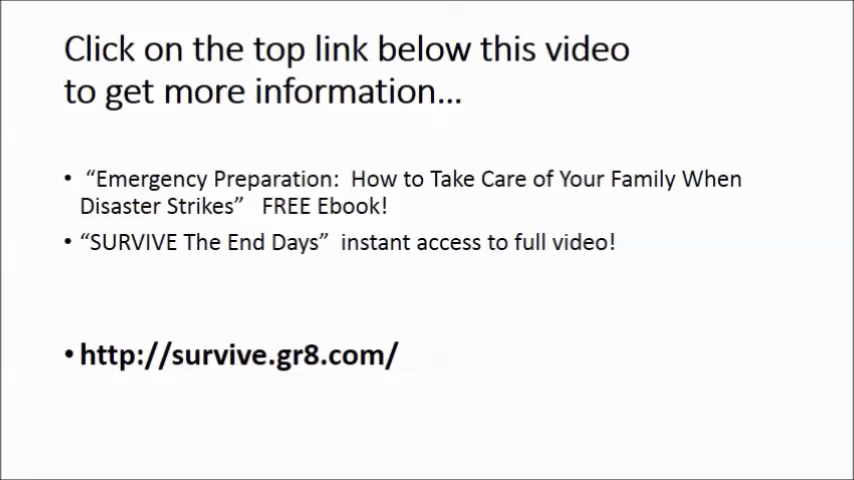 Click on the top link below this video
to get more information...
• “Emergency Preparation:  How to Take Care of Your Family When
Disaster Strikes”   FREE Ebook!
• “SURVIVE The End Days”  instant access to full video!
• http://survive.gr8.com/